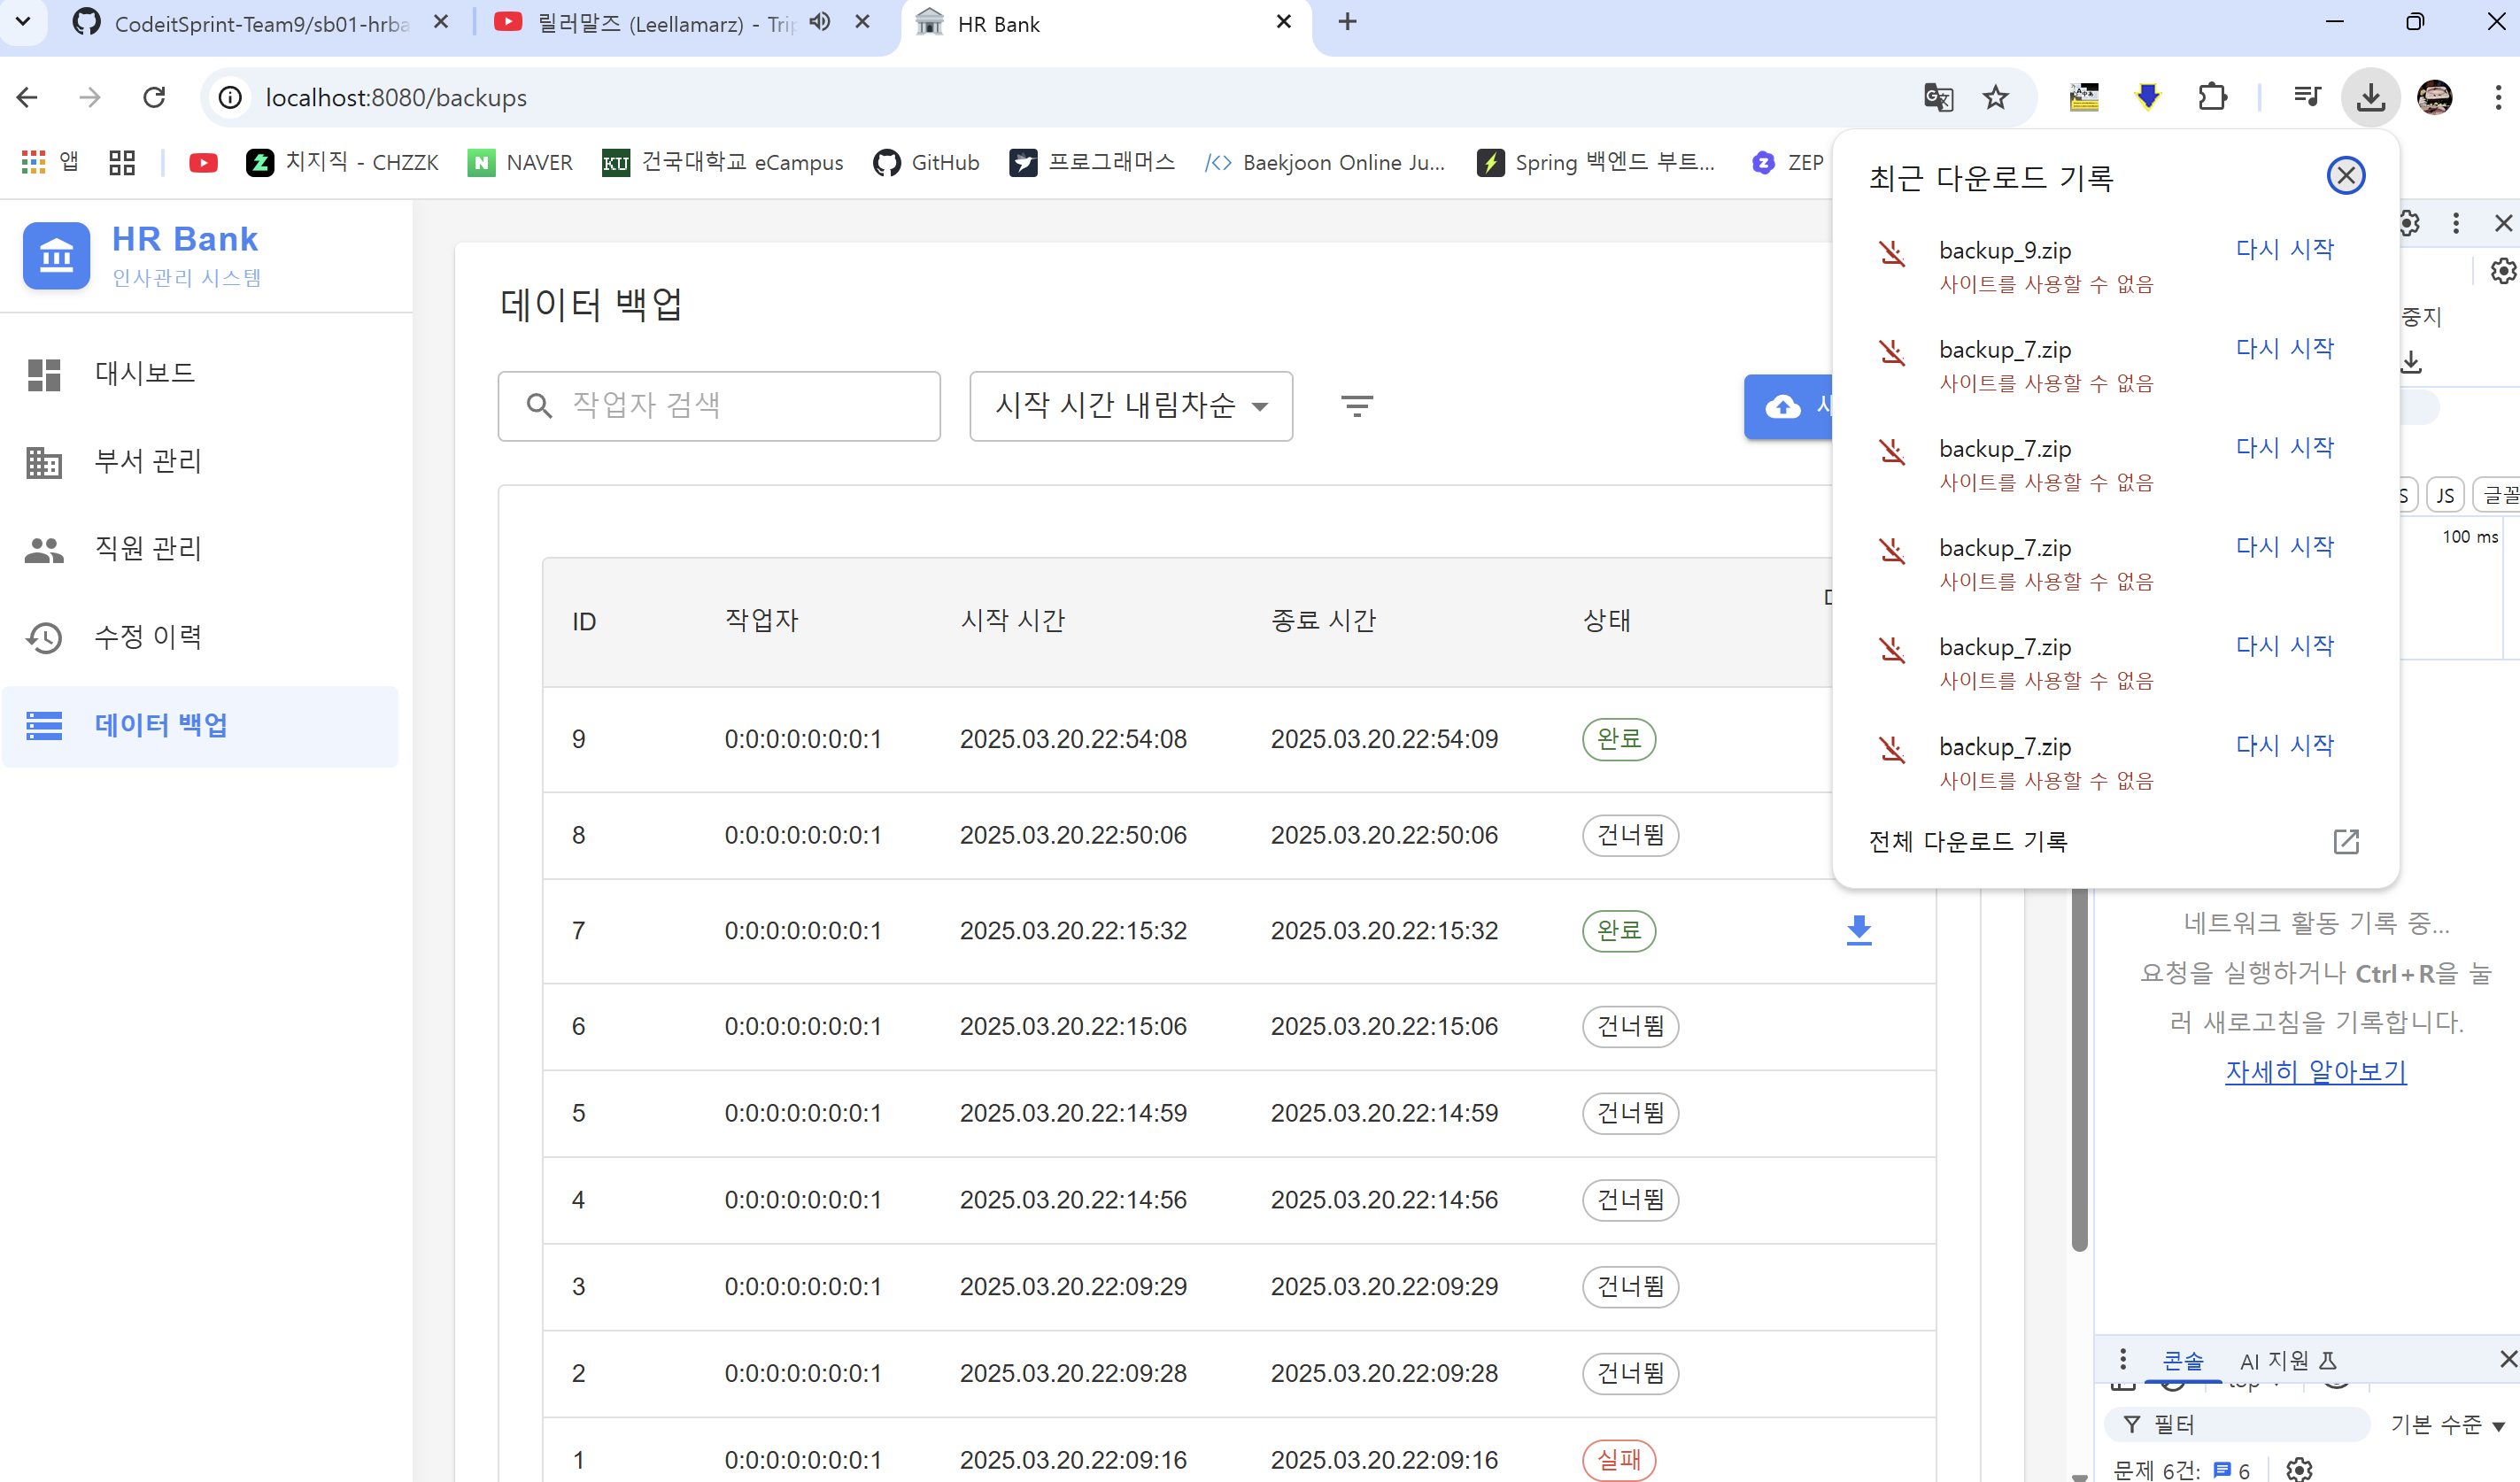 CodeitSprint-Team9/sb01-hrba
릴러말즈 (Leellamarz) - Trip
HR Bank
localhost:8080/backups
앱
치지직 - CHZZK
NAVER
건국대학교 eCampus
GitHub
프로그래머스
Baekjoon Online Ju...
Spring 백엔드 부트...
ZEP
HR Bank
인사관리 시스템
대시보드
부서 관리
직원 관리
수정 이력
데이터 백업
데이터 백업
작업자 검색
시작 시간 내림차순
ID 작업자 시작 시간 종료 시간 상태
9 0:0:0:0:0:0:0:1 2025.03.20.22:54:08 2025.03.20.22:54:09 완료
8 0:0:0:0:0:0:0:1 2025.03.20.22:50:06 2025.03.20.22:50:06 건너뜀
7 0:0:0:0:0:0:0:1 2025.03.20.22:15:32 2025.03.20.22:15:32 완료
6 0:0:0:0:0:0:0:1 2025.03.20.22:15:06 2025.03.20.22:15:06 건너뜀
5 0:0:0:0:0:0:0:1 2025.03.20.22:14:59 2025.03.20.22:14:59 건너뜀
4 0:0:0:0:0:0:0:1 2025.03.20.22:14:56 2025.03.20.22:14:56 건너뜀
3 0:0:0:0:0:0:0:1 2025.03.20.22:09:29 2025.03.20.22:09:29 건너뜀
2 0:0:0:0:0:0:0:1 2025.03.20.22:09:28 2025.03.20.22:09:28 건너뜀
1 0:0:0:0:0:0:0:1 2025.03.20.22:09:16 2025.03.20.22:09:16 실패
최근 다운로드 기록
backup_9.zip 다시 시작
사이트를 사용할 수 없음
backup_7.zip 다시 시작
사이트를 사용할 수 없음
backup_7.zip 다시 시작
사이트를 사용할 수 없음
backup_7.zip 다시 시작
사이트를 사용할 수 없음
backup_7.zip 다시 시작
사이트를 사용할 수 없음
backup_7.zip 다시 시작
사이트를 사용할 수 없음
전체 다운로드 기록
중지
JS
글꼴
100 ms
네트워크 활동 기록 중...
요청을 실행하거나 Ctrl+R을 눌
러 새로고침을 기록합니다.
자세히 알아보기
콘솔
AI 지원
top
필터
기본 수준
문제 6건: 6